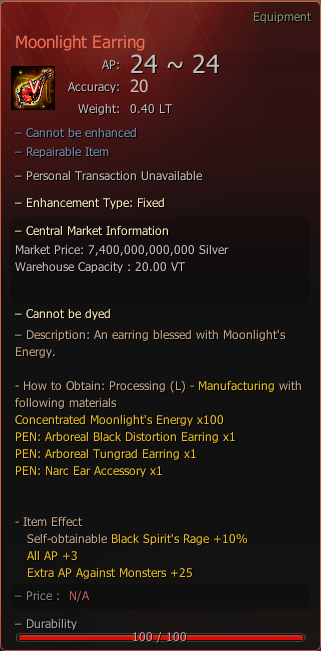 Equipment
Moonlight Earring
AP: 24 ~ 24
Accuracy: 20
Weight: 0.40 LT
V
– Cannot be enhanced
– Repairable Item
– Personal Transaction Unavailable
– Enhancement Type: Fixed
– Central Market Information
Market Price: 7,400,000,000,000 Silver
Warehouse Capacity : 20.00 VT
– Cannot be dyed
– Description: An earring blessed with Moonlight's
Energy.
- How to Obtain: Processing (L) - Manufacturing with
following materials
Concentrated Moonlight's Energy x100
PEN: Arboreal Black Distortion Earring x1
PEN: Arboreal Tungrad Earring x1
PEN: Narc Ear Accessory x1
- Item Effect
Self-obtainable Black Spirit's Rage +10%
All AP +3
Extra AP Against Monsters +25
– Price : N/A
– Durability
100 / 100